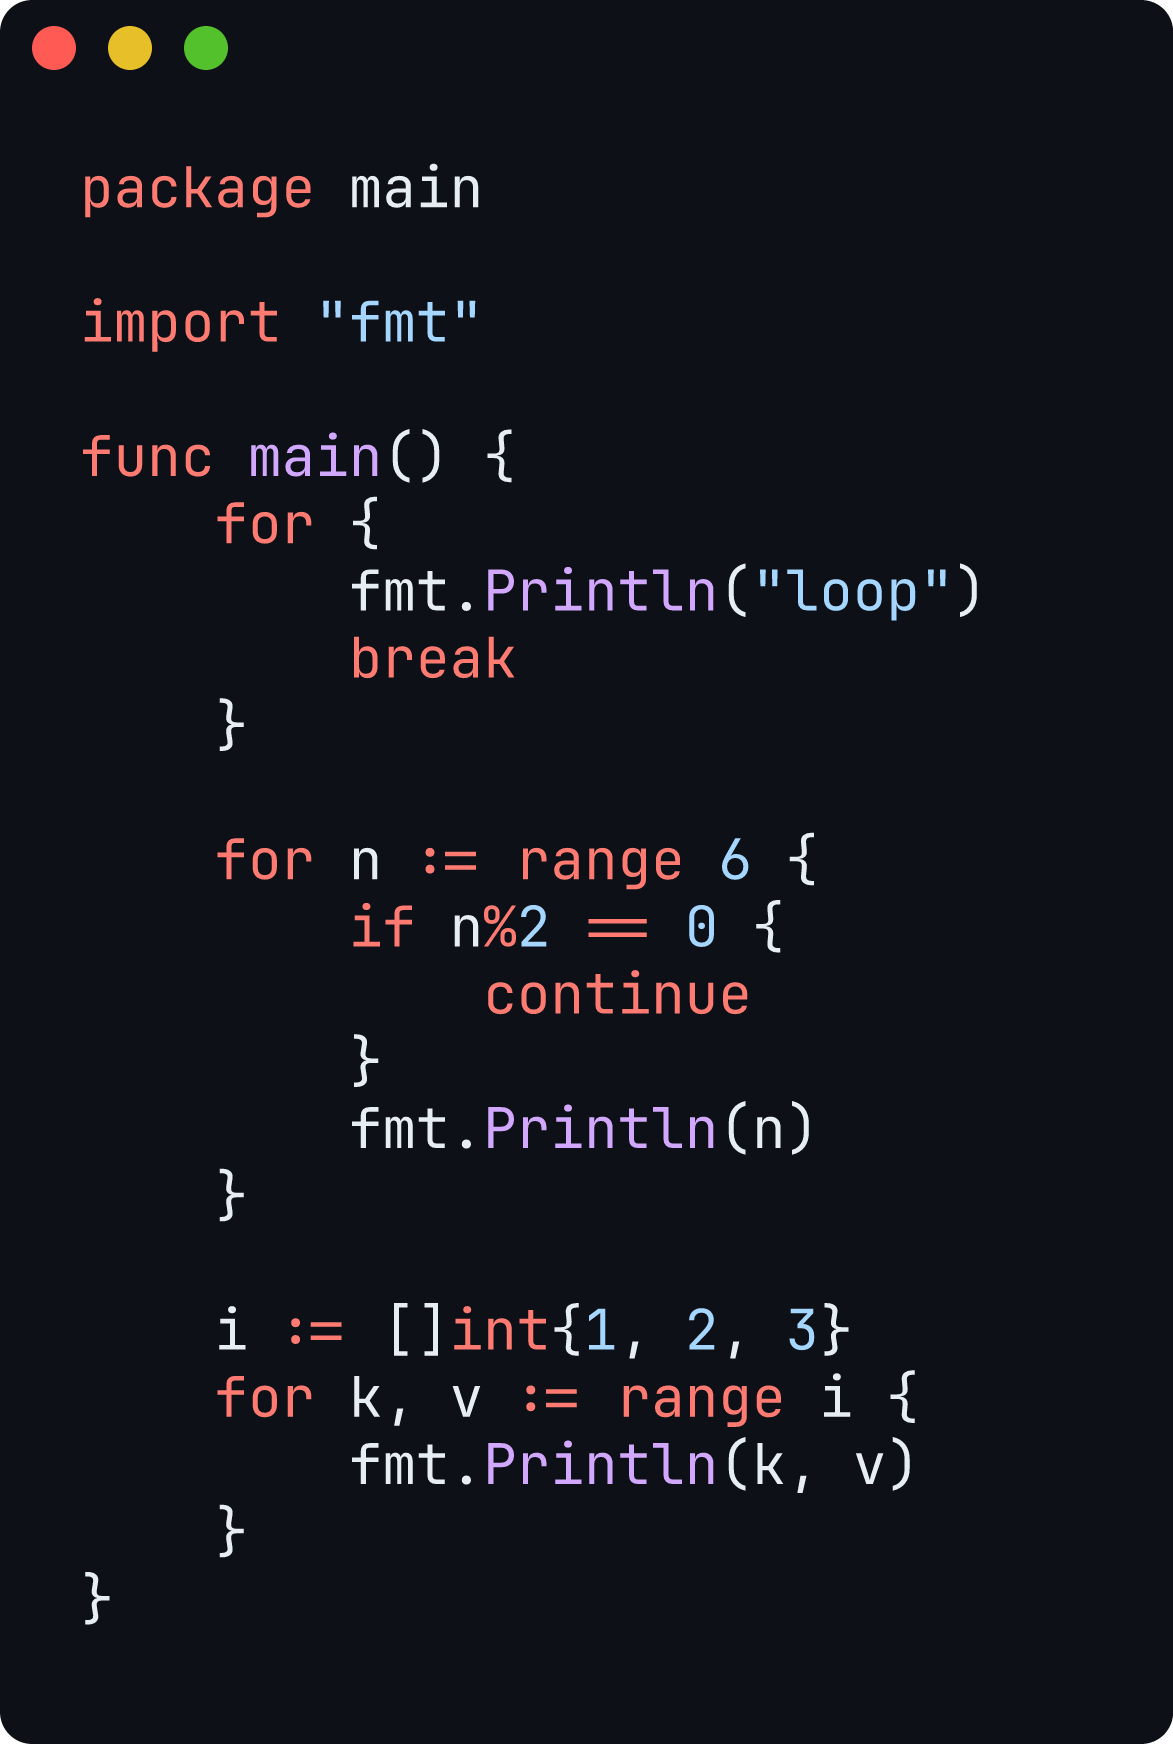 package main

import "fmt"

func main() {
    for {
        fmt.Println("loop")
        break
    }

    for n := range 6 {
        if n%2 == 0 {
            continue
        }
        fmt.Println(n)
    }

    i := []int{1, 2, 3}
    for k, v := range i {
        fmt.Println(k, v)
    }
}